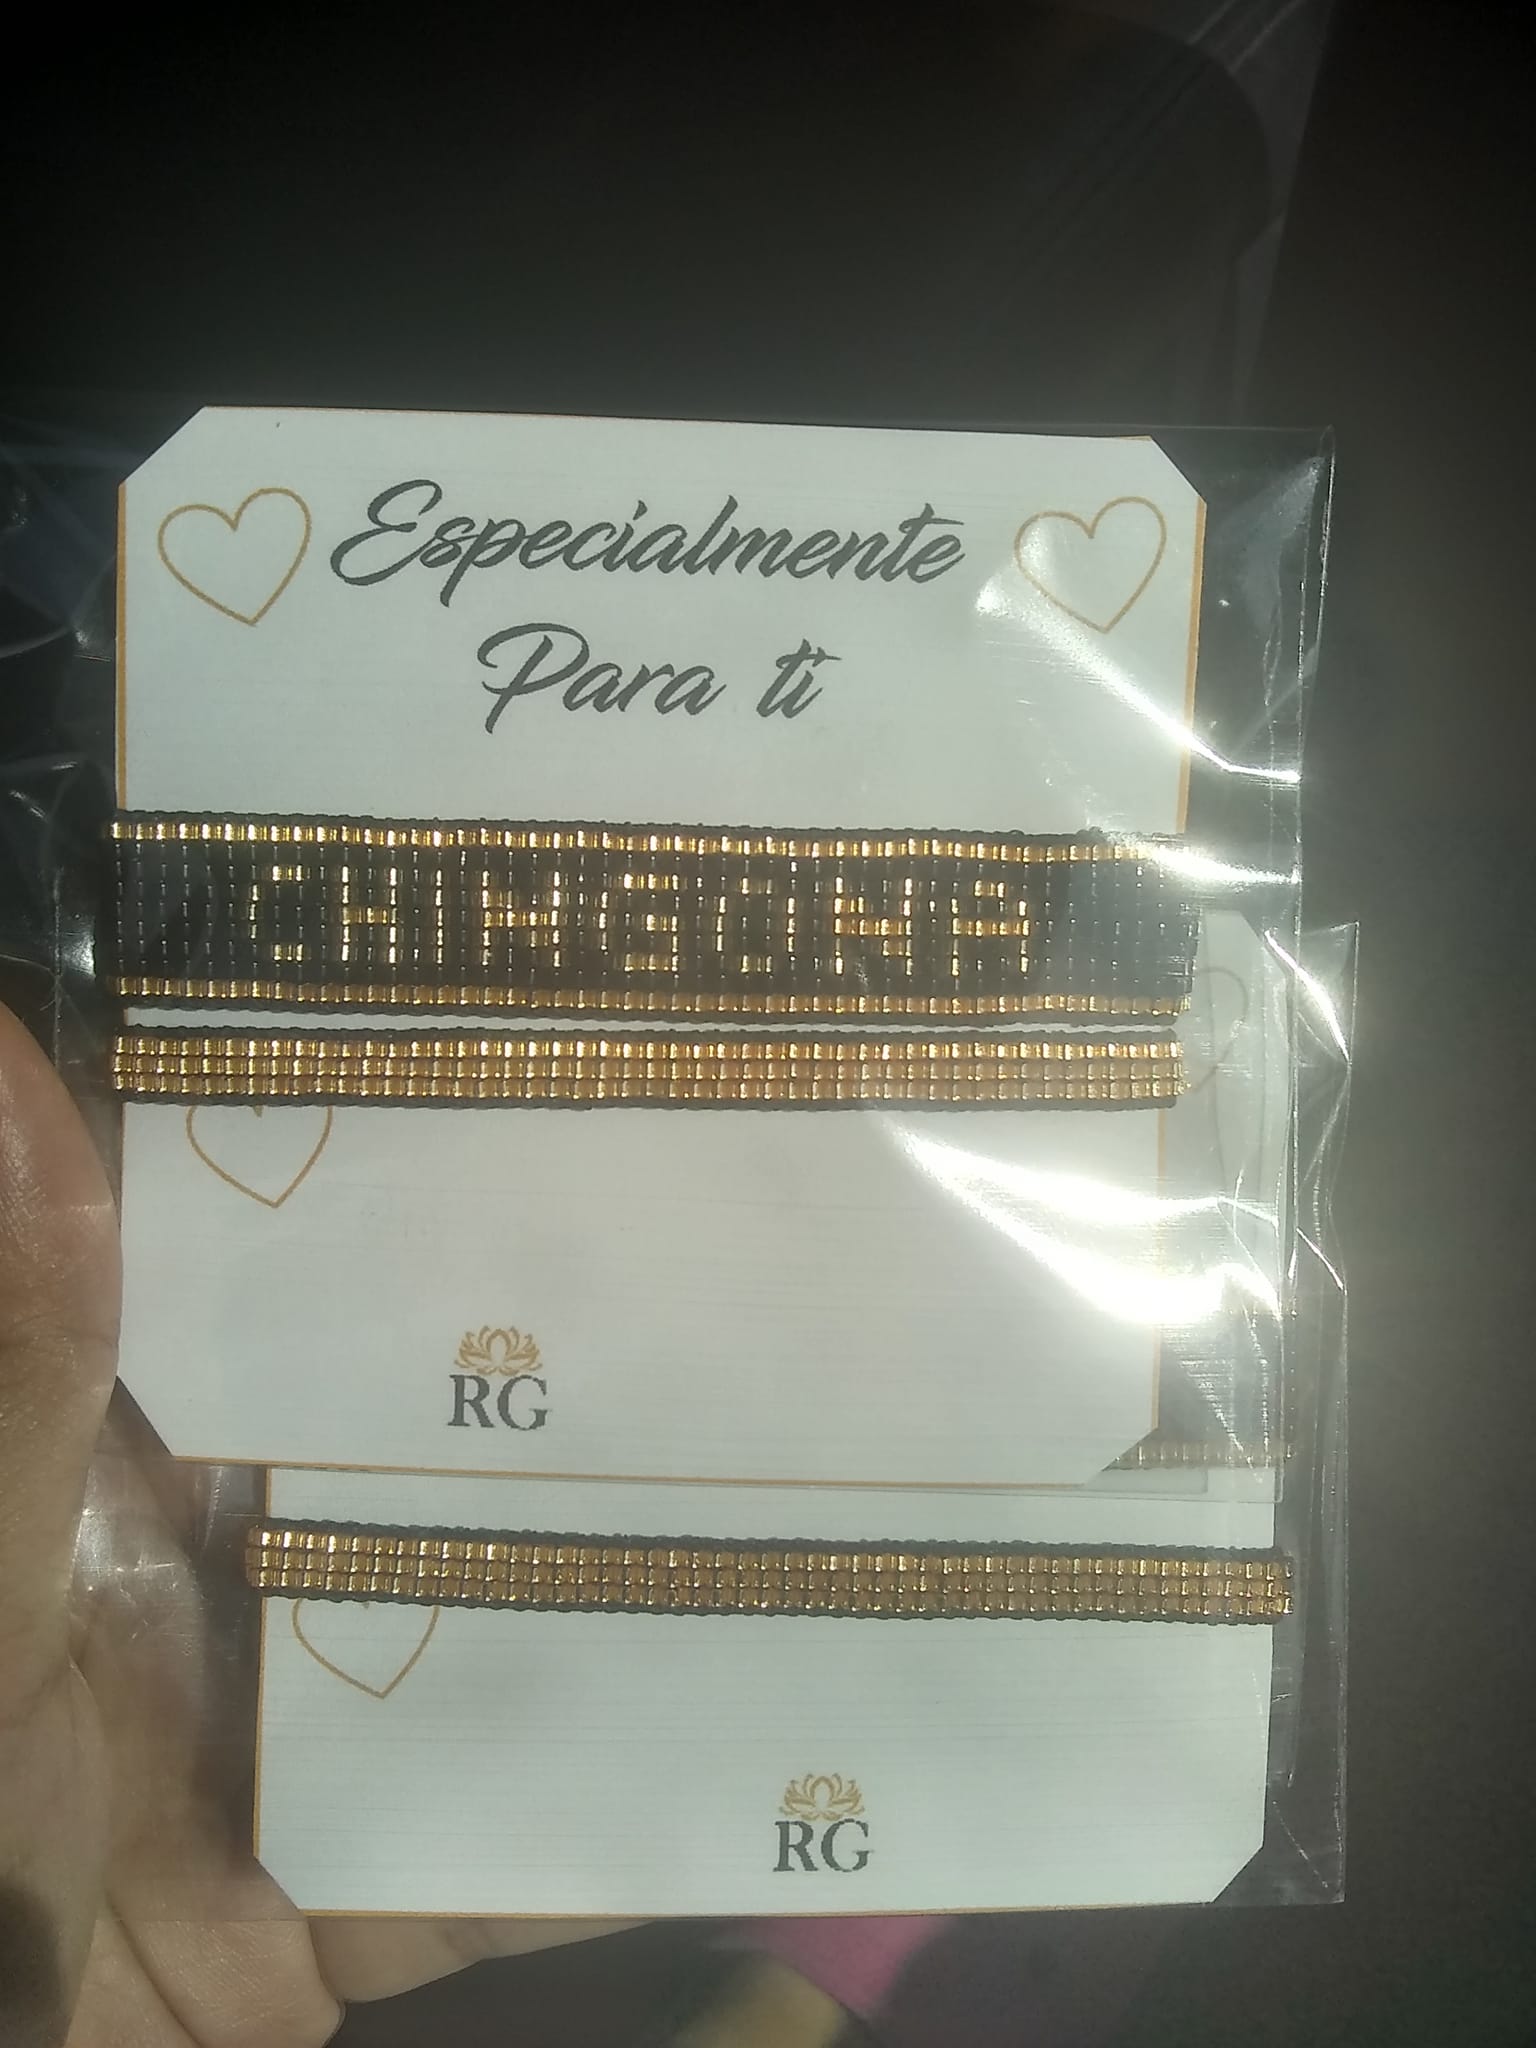 Especialmente
Para ti
CHINGONA
RG
RG